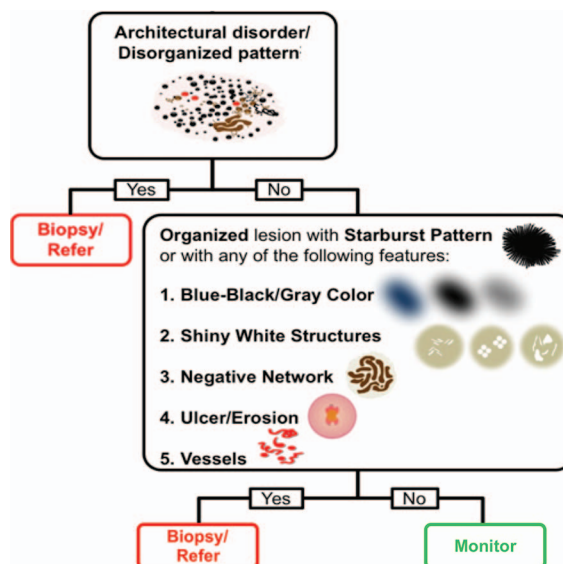 Architectural disorder/
Disorganized pattern
Yes
No
Biopsy/
Refer
Organized lesion with Starburst Pattern
or with any of the following features:
1. Blue-Black/Gray Color
2. Shiny White Structures
3. Negative Network
4. Ulcer/Erosion
5. Vessels
Yes
No
Biopsy/
Refer
Monitor